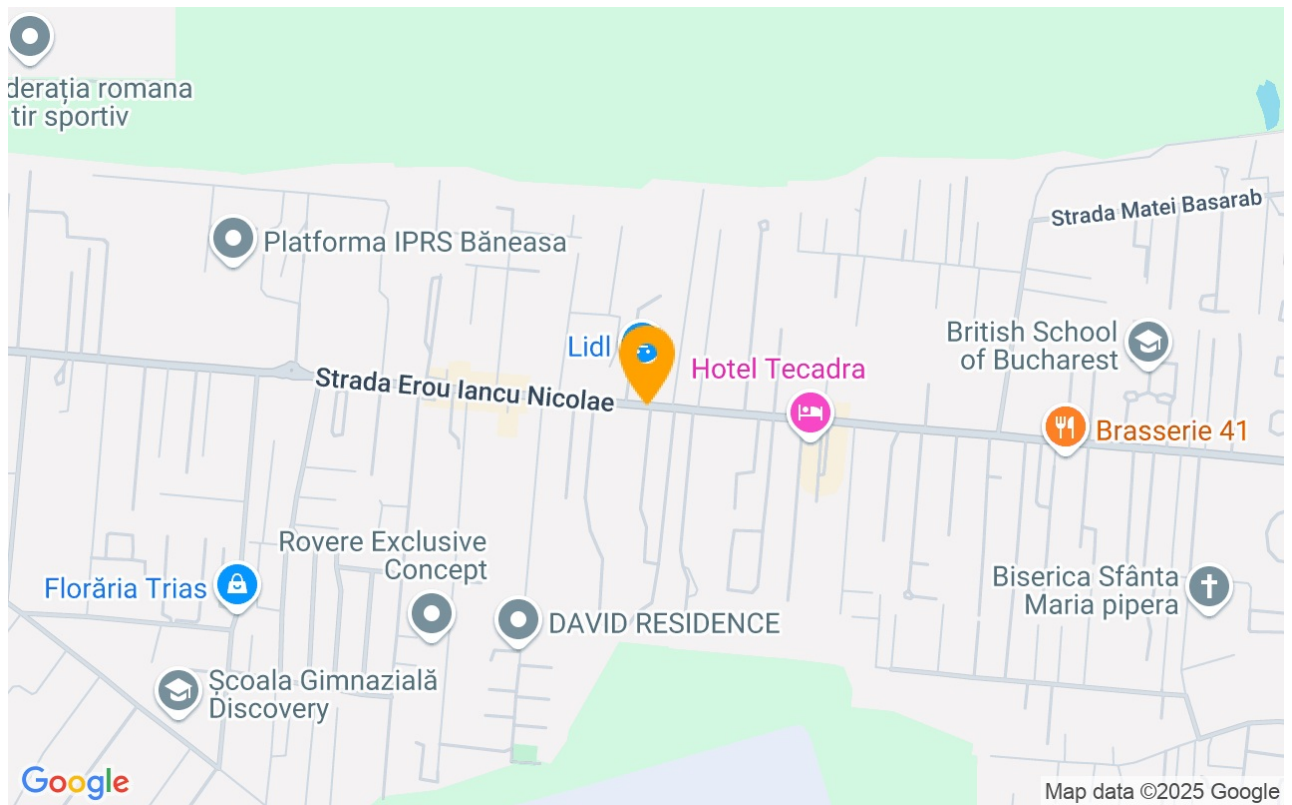 derația romana
tir sportiv
Strada Matei Basarab
Platforma IPRS Băneasa
British School
of Bucharest
Lidl
Hotel Tecadra
Strada Erou Iancu Nicolae
Brasserie 41
Rovere Exclusive
Concept
Florăria Trias
Biserica Sfânta
Maria pipera
DAVID RESIDENCE
Școala Gimnazială
Discovery
Google
Map data ©2025 Google